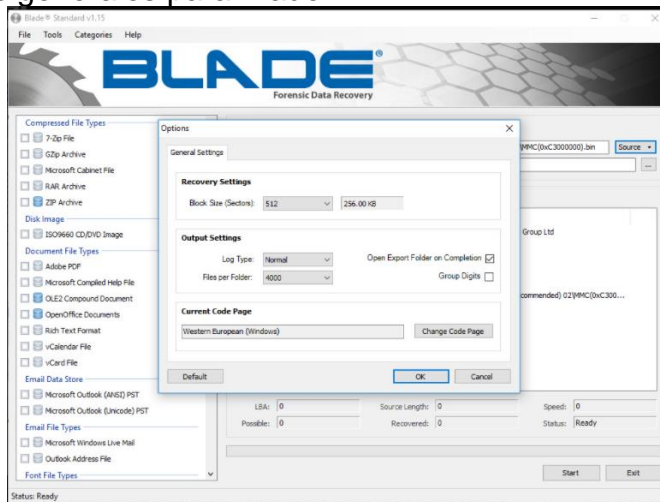 Blade® Standard v1.15
File Tools Categories Help
BLADE®
Forensic Data Recovery
Compressed File Types
7-Zip File
GZip Archive
Microsoft Cabinet File
RAR Archive
ZIP Archive
Disk Image
ISO9660 CD/DVD Image
Document File Types
Adobe PDF
Microsoft Compiled Help File
OLE2 Compound Document
OpenOffice Documents
Rich Text Format
vCalendar File
vCard File
Email Data Store
Microsoft Outlook (ANSI) PST
Microsoft Outlook (Unicode) PST
Email File Types
Microsoft Windows Live Mail
Outlook Address File
Font File Types
Options
General Settings
Recovery Settings
Block Size (Sectors): 512 256.00 KB
Output Settings
Log Type: Normal Open Export Folder on Completion
Files per Folder: 4000 Group Digits
Current Code Page
Western European (Windows) Change Code Page
Default OK Cancel
MMC(0xC3000000).bin Source
...
Group Ltd
commended) 02\MMC(0xC300...
LBA: 0 Source Length: 0 Speed: 0
Possible: 0 Recovered: 0 Status: Ready
Start Exit
Status: Ready